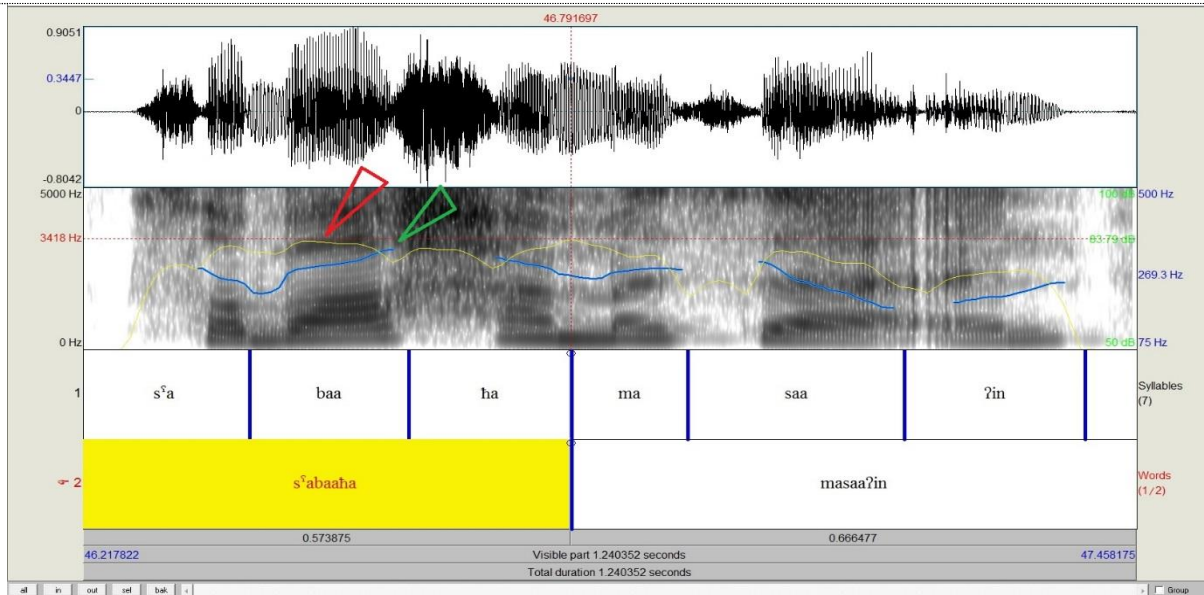 46.791697
0.9051
0.3447
0
-0.8042
5000 Hz 100 dB 500 Hz
3418 Hz 83.79 dB
269.3 Hz
0 Hz 50 dB 75 Hz
1 sˤa baa ħa ma saa ʔin Syllables
(7)
2 sˤabaaħa masaaʔin Words
(1/2)
0.573875 0.666477
46.217822 Visible part 1.240352 seconds 47.458175
Total duration 1.240352 seconds
all in out sel bak Group